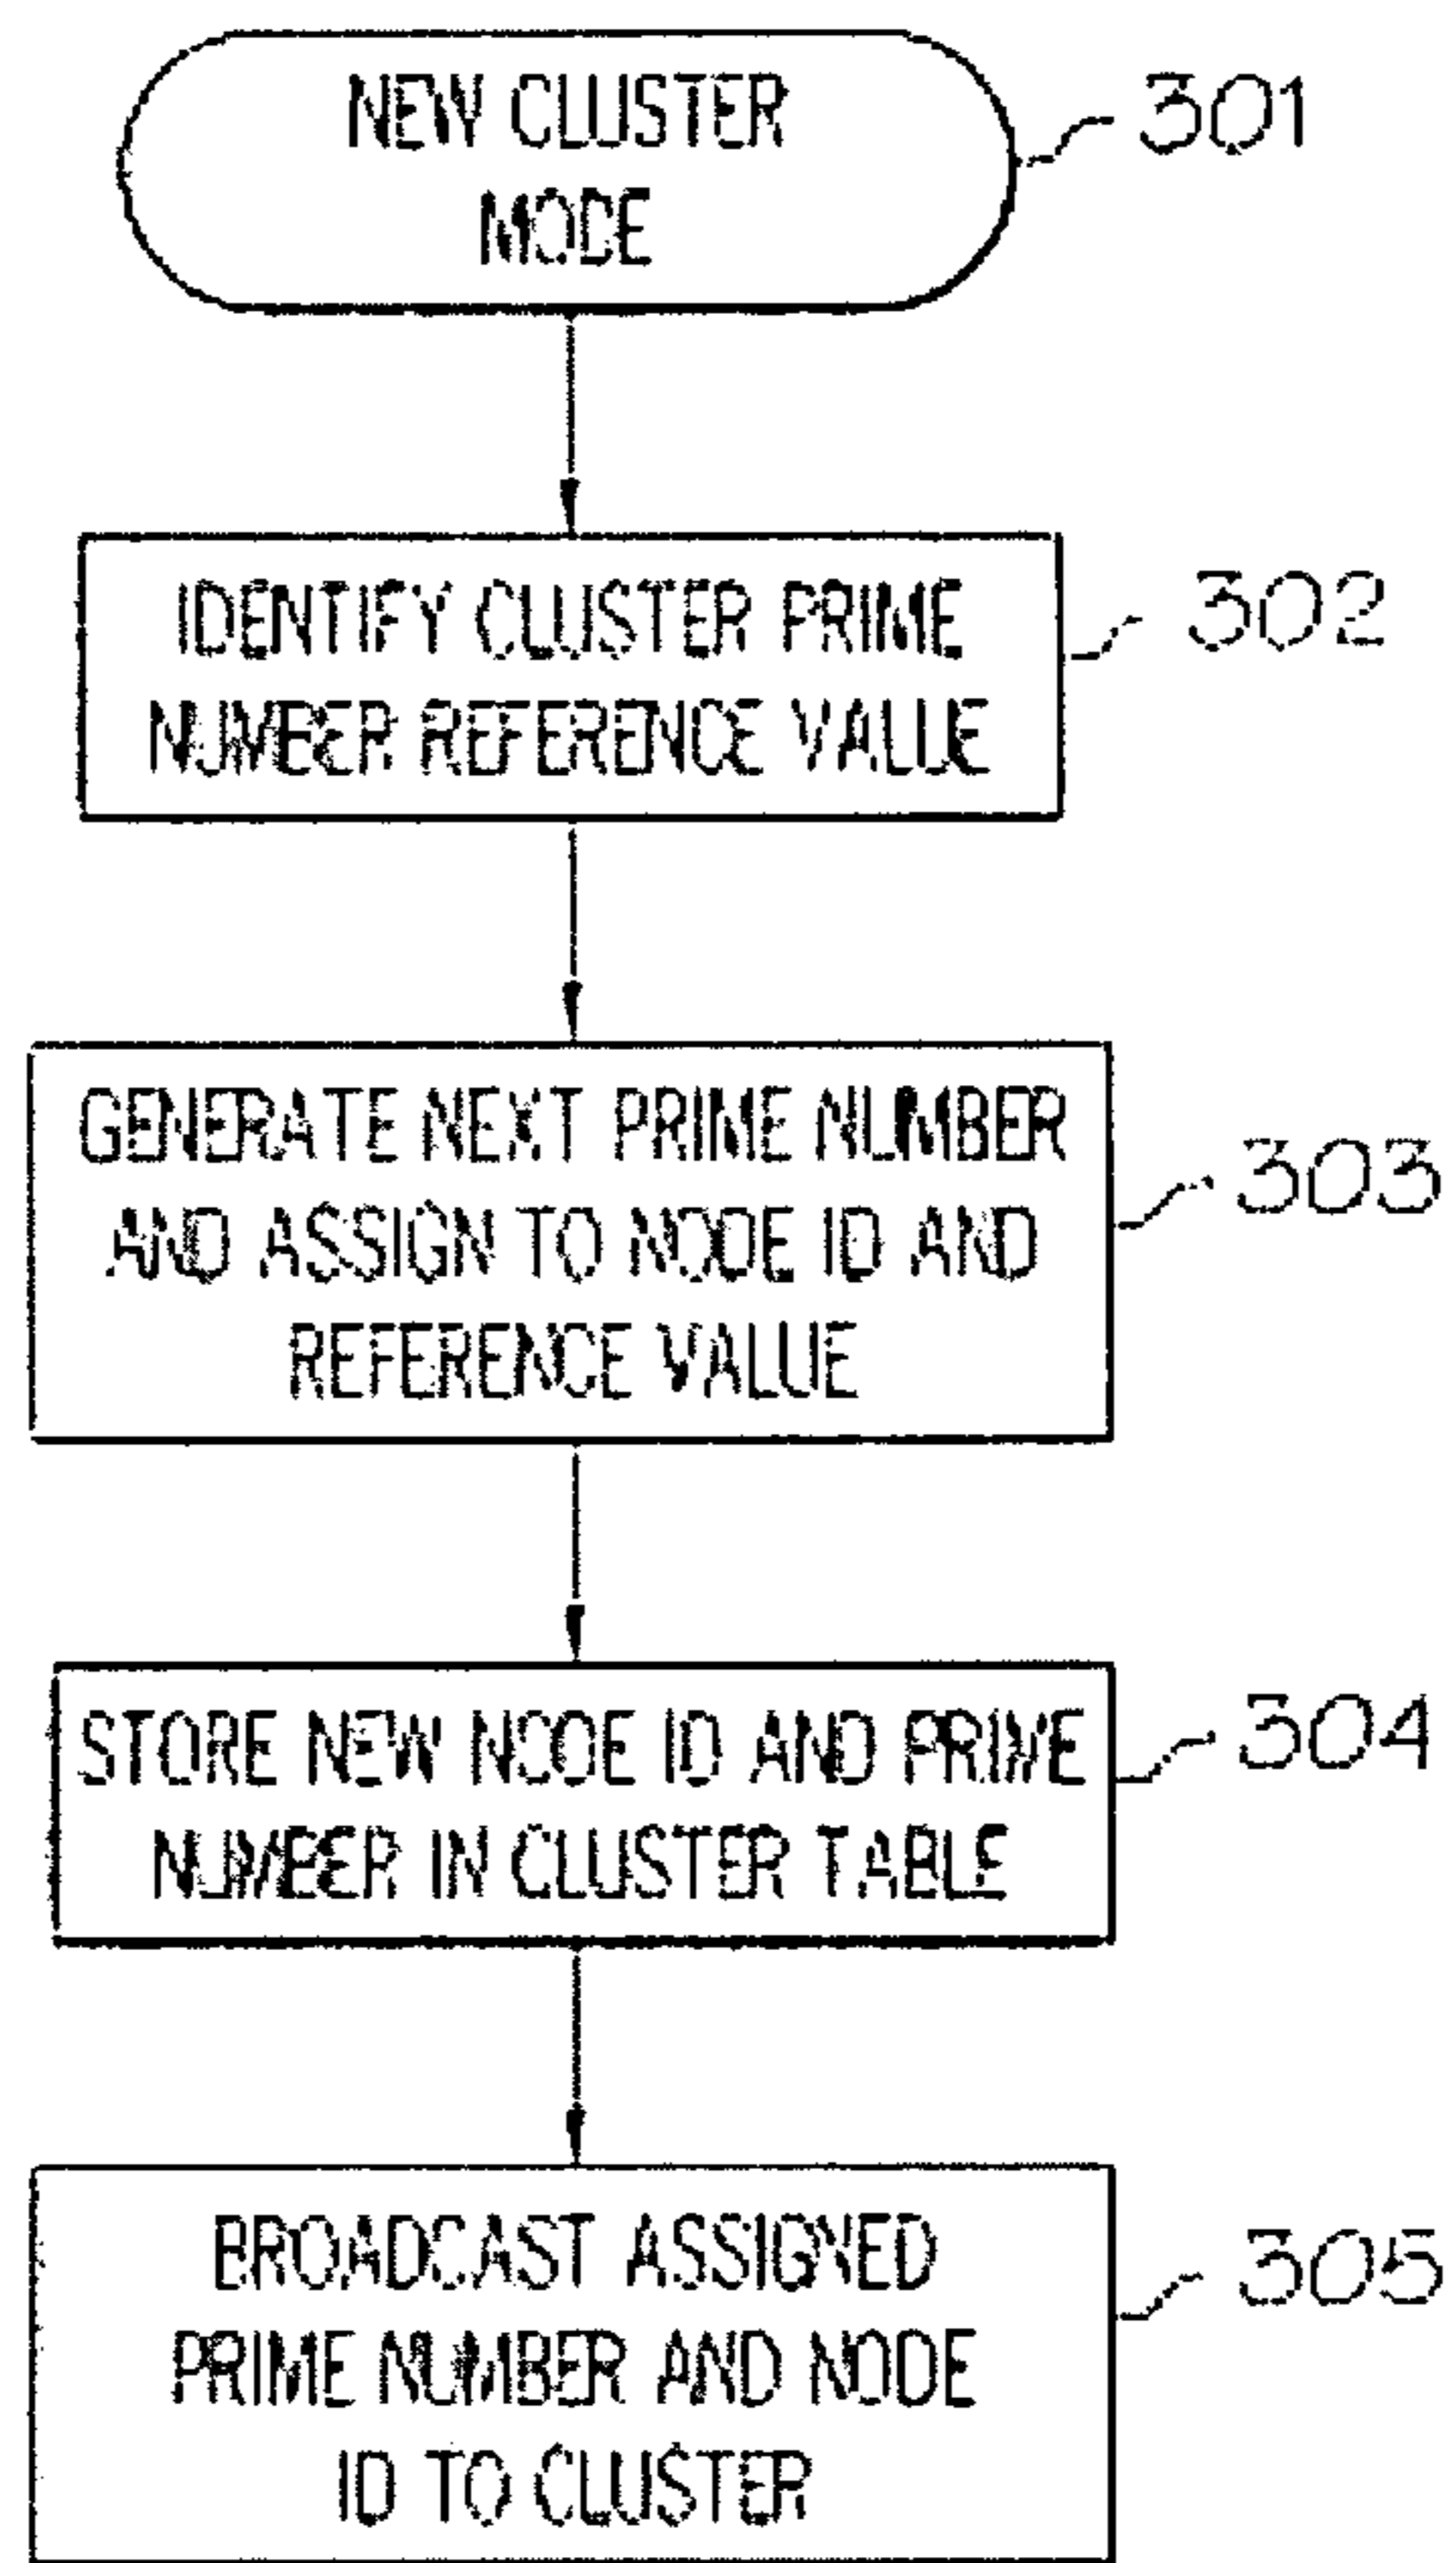 NEW CLUSTER
MODE
301
IDENTIFY CLUSTER PRIME
NUMBER REFERENCE VALUE
302
GENERATE NEXT PRIME NUMBER
AND ASSIGN TO NODE ID AND
REFERENCE VALUE
303
STORE NEW NODE ID AND PRIME
NUMBER IN CLUSTER TABLE
304
BROADCAST ASSIGNED
PRIME NUMBER AND NODE
ID TO CLUSTER
305